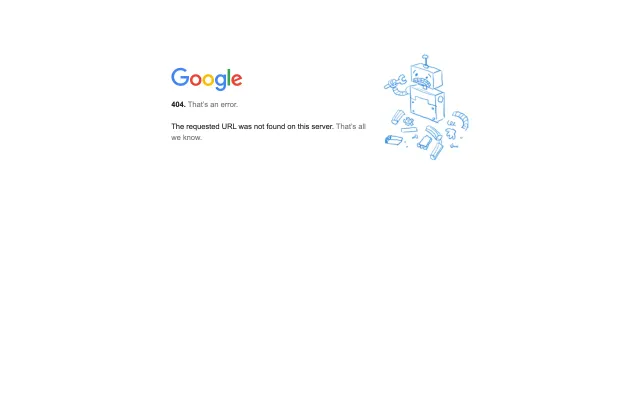 Google
404. That's an error.
The requested URL was not found on this server. That's all
we know.